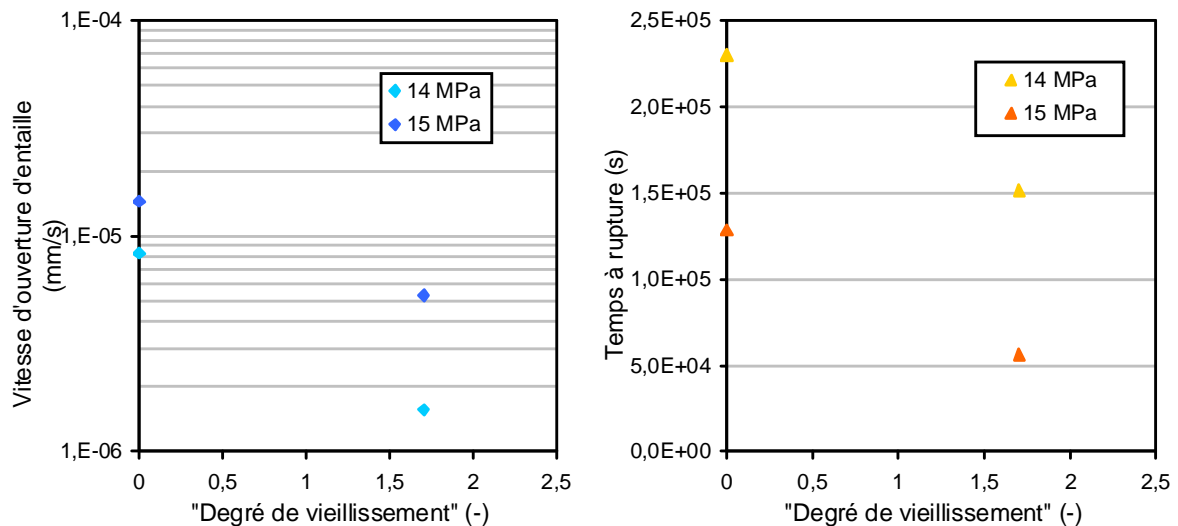 1,E-04
1,E-05
1,E-06
Vitesse d'ouverture d'entaille
(mm/s)
14 MPa
15 MPa
0
0,5
1
1,5
2
2,5
"Degré de vieillissement" (-)
2,5E+05
2,0E+05
1,5E+05
1,0E+05
5,0E+04
0,0E+00
Temps à rupture (s)
14 MPa
15 MPa
0
0,5
1
1,5
2
2,5
"Degré de vieillissement" (-)